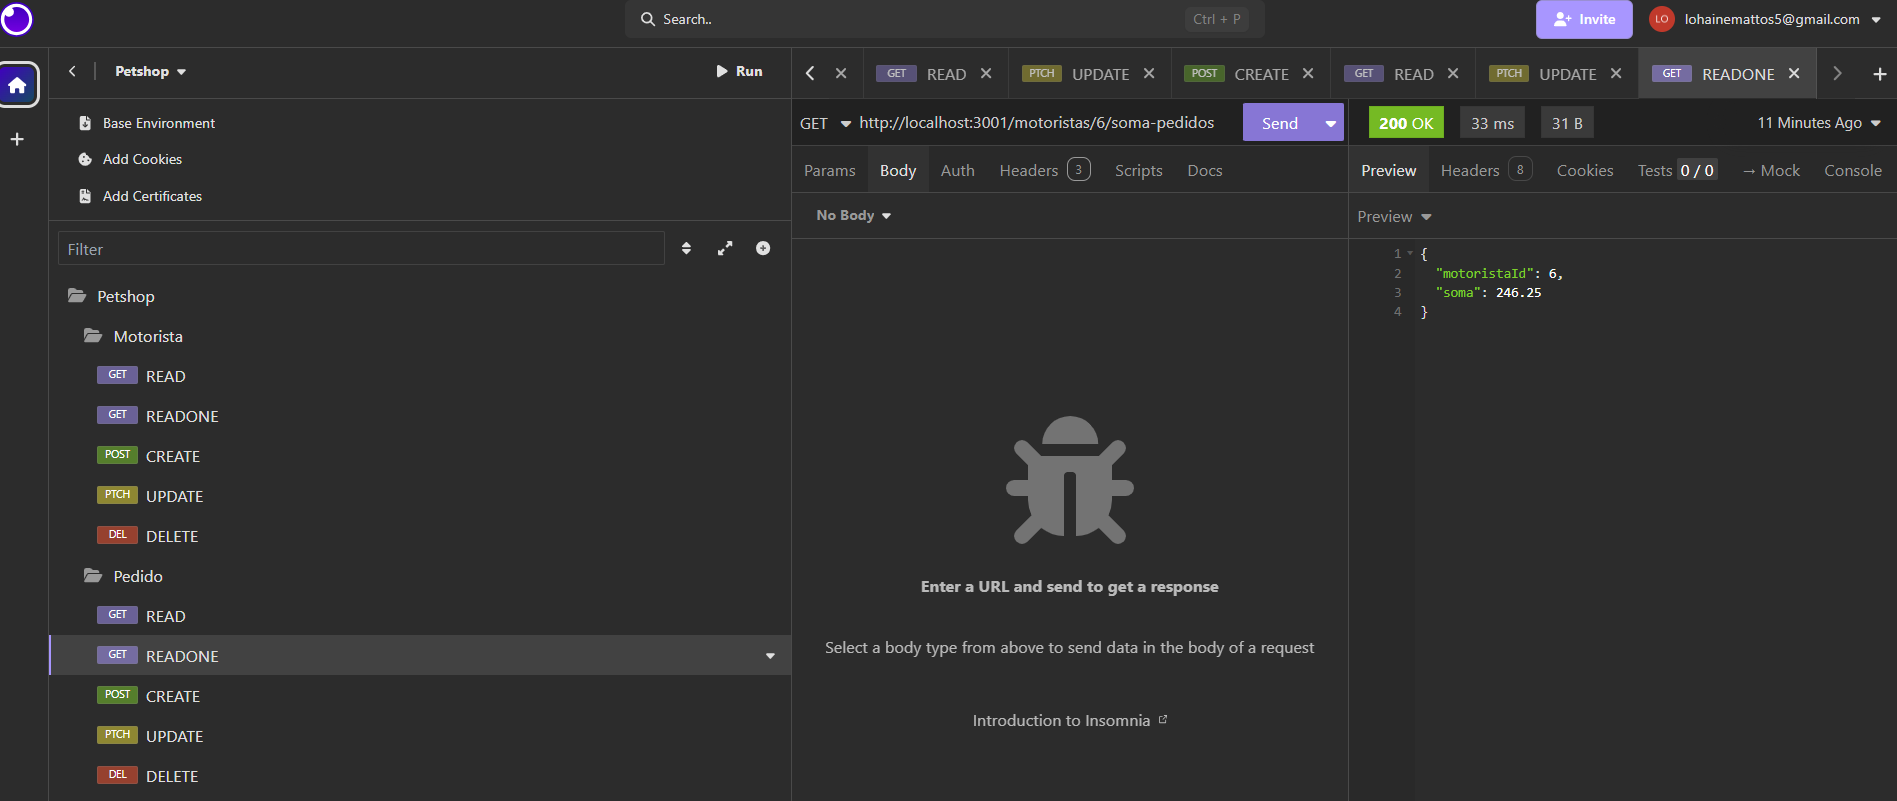 Search.. Ctrl + P Invite LO lohainemattos5@gmail.com
Petshop Run
GET READ PTCH UPDATE POST CREATE GET READ PTCH UPDATE GET READONE
Base Environment
Add Cookies
Add Certificates
Filter
Petshop
Motorista
GET READ
GET READONE
POST CREATE
PTCH UPDATE
DEL DELETE
Pedido
GET READ
GET READONE
POST CREATE
PTCH UPDATE
DEL DELETE
GET http://localhost:3001/motoristas/6/soma-pedidos Send
Params Body Auth Headers 3 Scripts Docs
No Body
Enter a URL and send to get a response
Select a body type from above to send data in the body of a request
Introduction to Insomnia
200 OK 33 ms 31 B 11 Minutes Ago
Preview Headers 8 Cookies Tests 0 / 0 → Mock Console
Preview
1 {
2 "motoristaId": 6,
3 "soma": 246.25
4 }